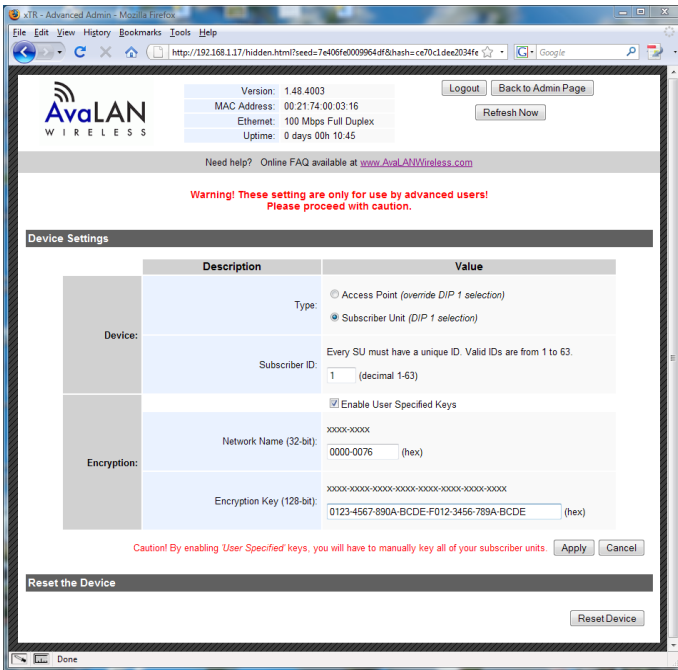 xTR - Advanced Admin - Mozilla Firefox
File Edit View History Bookmarks Tools Help
http://192.168.1.17/hidden.html?seed=7e406fe0009964df&hash=ce70c1dee2034fe
G Google
AvaLAN
WIRELESS
Version: 1.48.4003
MAC Address: 00:21:74:00:03:16
Ethernet: 100 Mbps Full Duplex
Uptime: 0 days 00h 10:45
Logout Back to Admin Page
Refresh Now
Need help? Online FAQ available at www.AvaLANWireless.com
Warning! These setting are only for use by advanced users!
Please proceed with caution.
Device Settings
Description Value
Device:
Type:
Access Point (override DIP 1 selection)
Subscriber Unit (DIP 1 selection)
Subscriber ID:
Every SU must have a unique ID. Valid IDs are from 1 to 63.
1 (decimal 1-63)
Encryption:
Enable User Specified Keys
Network Name (32-bit):
xxxx-xxxx
0000-0076 (hex)
Encryption Key (128-bit):
xxxx-xxxx-xxxx-xxxx-xxxx-xxxx-xxxx-xxxx
0123-4567-890A-BCDE-F012-3456-789A-BCDE (hex)
Caution! By enabling 'User Specified' keys, you will have to manually key all of your subscriber units. Apply Cancel
Reset the Device
Reset Device
Done